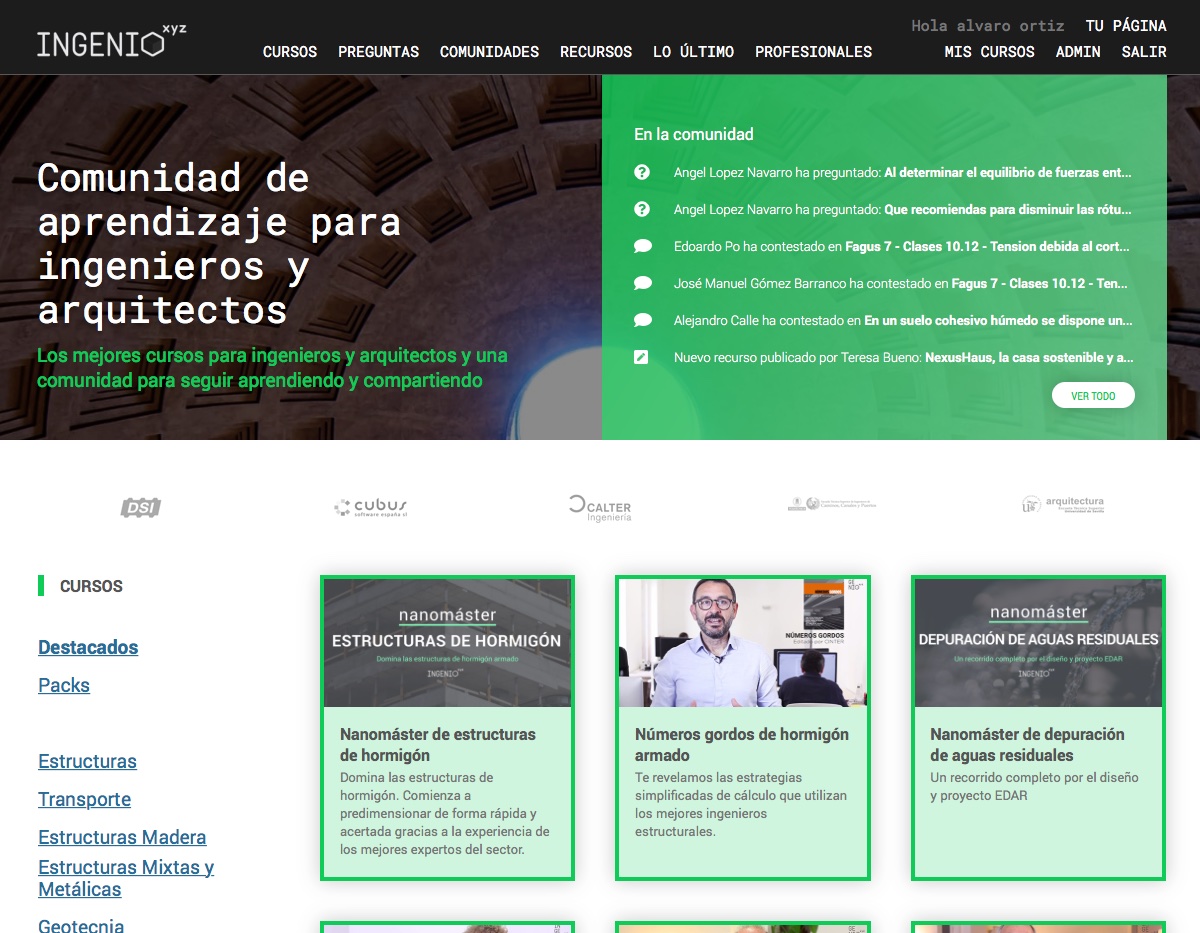 INGENIO xyz
Hola alvaro ortiz TU PÁGINA
CURSOS PREGUNTAS COMUNIDADES RECURSOS LO ÚLTIMO PROFESIONALES MIS CURSOS ADMIN SALIR
Comunidad de
aprendizaje para
ingenieros y
arquitectos
Los mejores cursos para ingenieros y arquitectos y una
comunidad para seguir aprendiendo y compartiendo
En la comunidad
Angel Lopez Navarro ha preguntado: Al determinar el equilibrio de fuerzas ent...
Angel Lopez Navarro ha preguntado: Que recomiendas para disminuir las rótu...
Edoardo Po ha contestado en Fagus 7 - Clases 10.12 - Tension debida al cort...
José Manuel Gómez Barranco ha contestado en Fagus 7 - Clases 10.12 - Ten...
Alejandro Calle ha contestado en En un suelo cohesivo húmedo se dispone un...
Nuevo recurso publicado por Teresa Bueno: NexusHaus, la casa sostenible y a...
VER TODO
DSI
cubus
software españa sl
CALTER
Ingeniería
arquitectura
CURSOS
Destacados
Packs
Estructuras
Transporte
Estructuras Madera
Estructuras Mixtas y
Metálicas
Geotecnia
nanomáster
ESTRUCTURAS DE HORMIGÓN
Domina las estructuras de hormigón armado
INGENIO
Nanomáster de estructuras
de hormigón
Domina las estructuras de
hormigón. Comienza a
predimensionar de forma rápida y
acertada gracias a la experiencia de
los mejores expertos del sector.
NÚMEROS GORDOS
Editado por CINTER
Números gordos de hormigón
armado
Te revelamos las estrategias
simplificadas de cálculo que utilizan
los mejores ingenieros
estructurales.
nanomáster
DEPURACIÓN DE AGUAS RESIDUALES
Un recorrido completo por el diseño y proyecto EDAR
INGENIO
Nanomáster de depuración
de aguas residuales
Un recorrido completo por el diseño
y proyecto EDAR